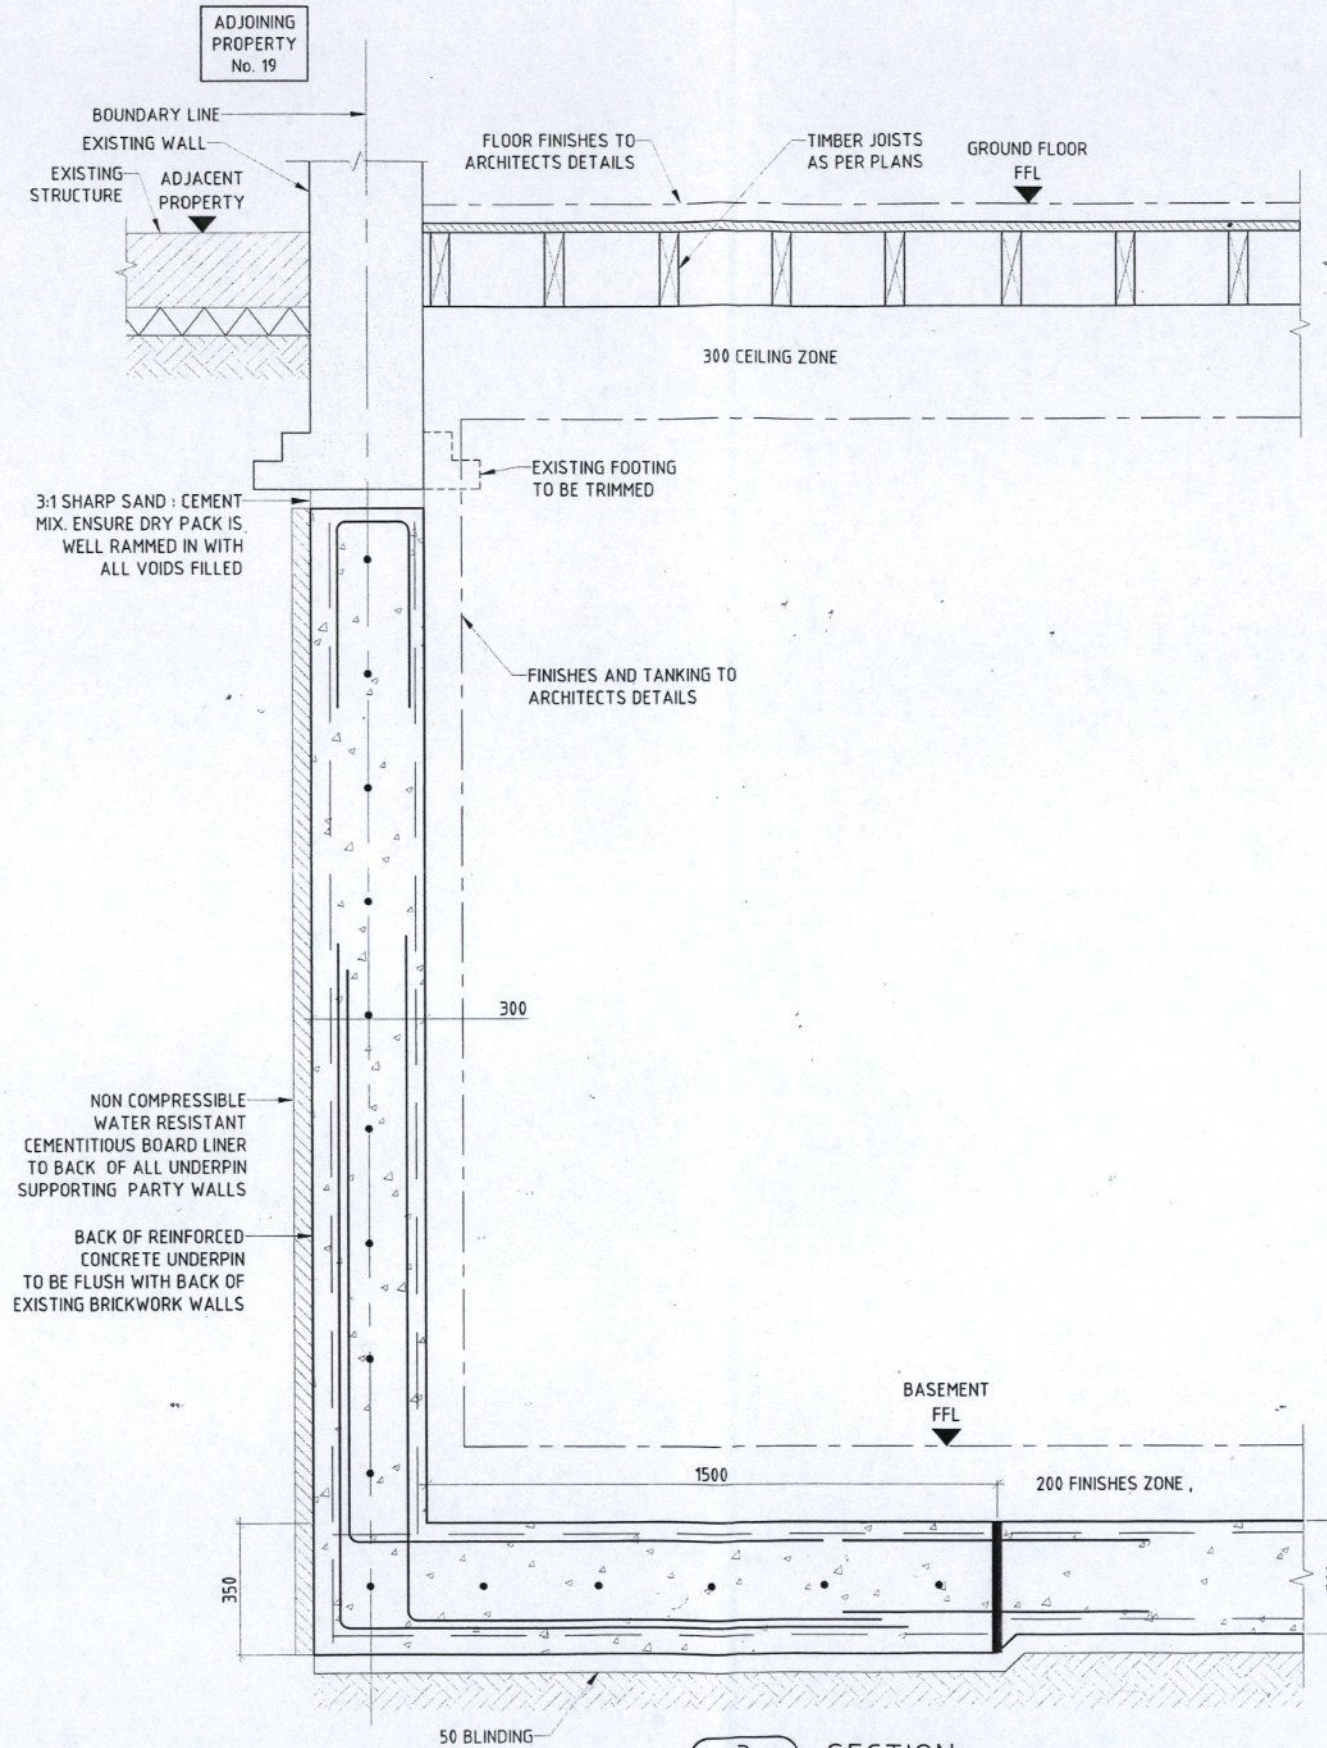 ADJOINING
PROPERTY
No. 19
BOUNDARY LINE
EXISTING WALL
EXISTING
STRUCTURE
ADJACENT
PROPERTY
FLOOR FINISHES TO
ARCHITECTS DETAILS
TIMBER JOISTS
AS PER PLANS
GROUND FLOOR
FFL
300 CEILING ZONE
EXISTING FOOTING
TO BE TRIMMED
3:1 SHARP SAND : CEMENT
MIX. ENSURE DRY PACK IS
WELL RAMMED IN WITH
ALL VOIDS FILLED
FINISHES AND TANKING TO
ARCHITECTS DETAILS
300
NON COMPRESSIBLE
WATER RESISTANT
CEMENTITIOUS BOARD LINER
TO BACK OF ALL UNDERPIN
SUPPORTING PARTY WALLS
BACK OF REINFORCED
CONCRETE UNDERPIN
TO BE FLUSH WITH BACK OF
EXISTING BRICKWORK WALLS
BASEMENT
FFL
1500
200 FINISHES ZONE
350
50 BLINDING
SECTION